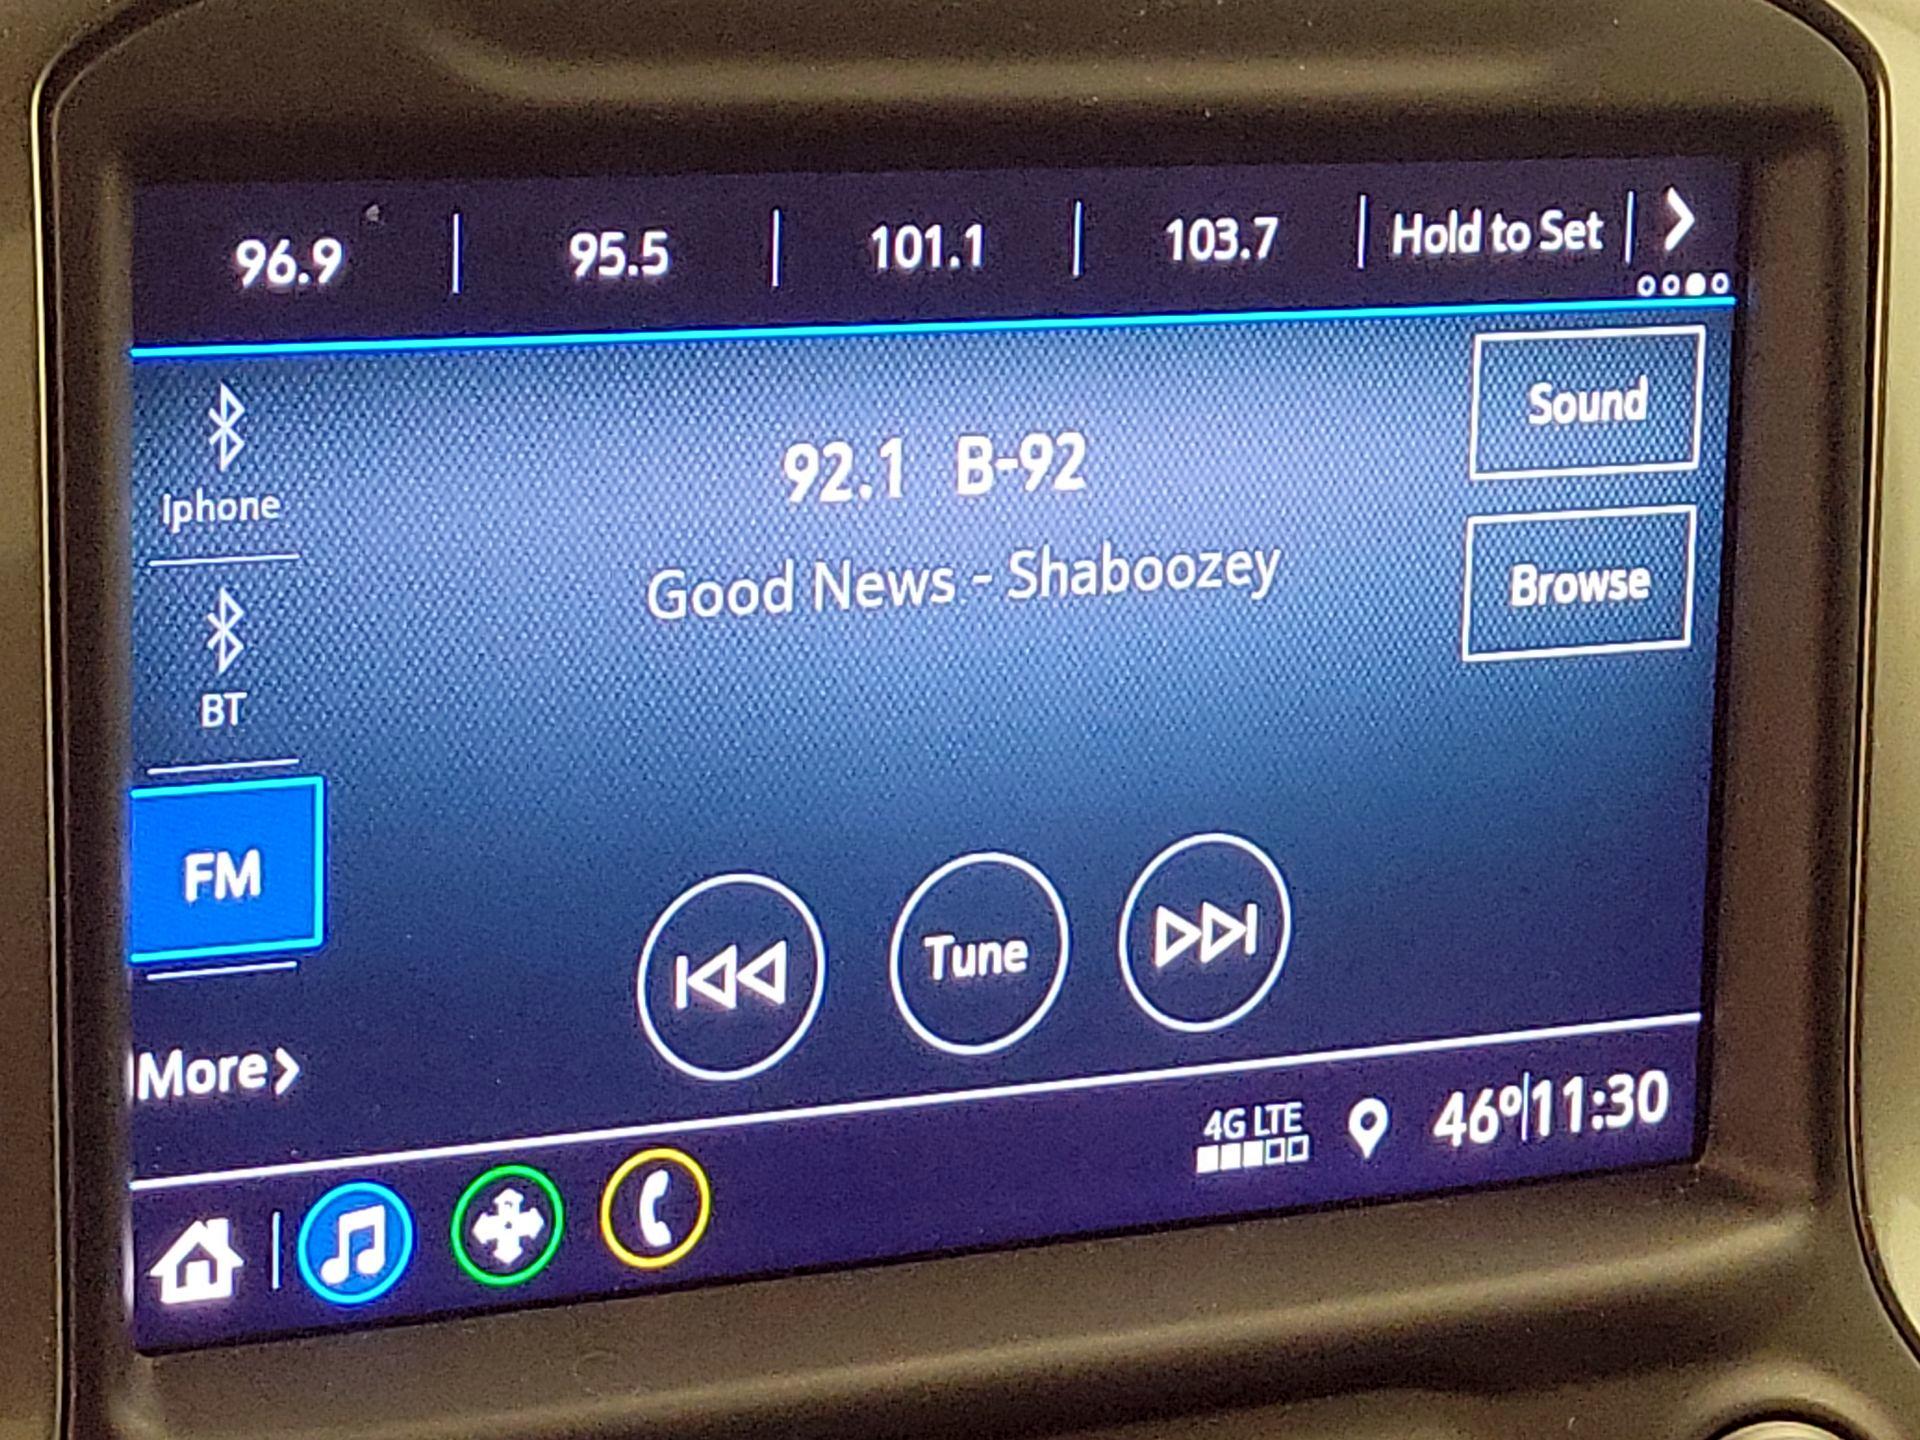 96.9 | 95.5 | 101.1 | 103.7 | Hold to Set | >
Iphone
92.1 B-92
Sound
Good News - Shaboozey
Browse
BT
FM
Tune
More>
4G LTE
46º|11:30